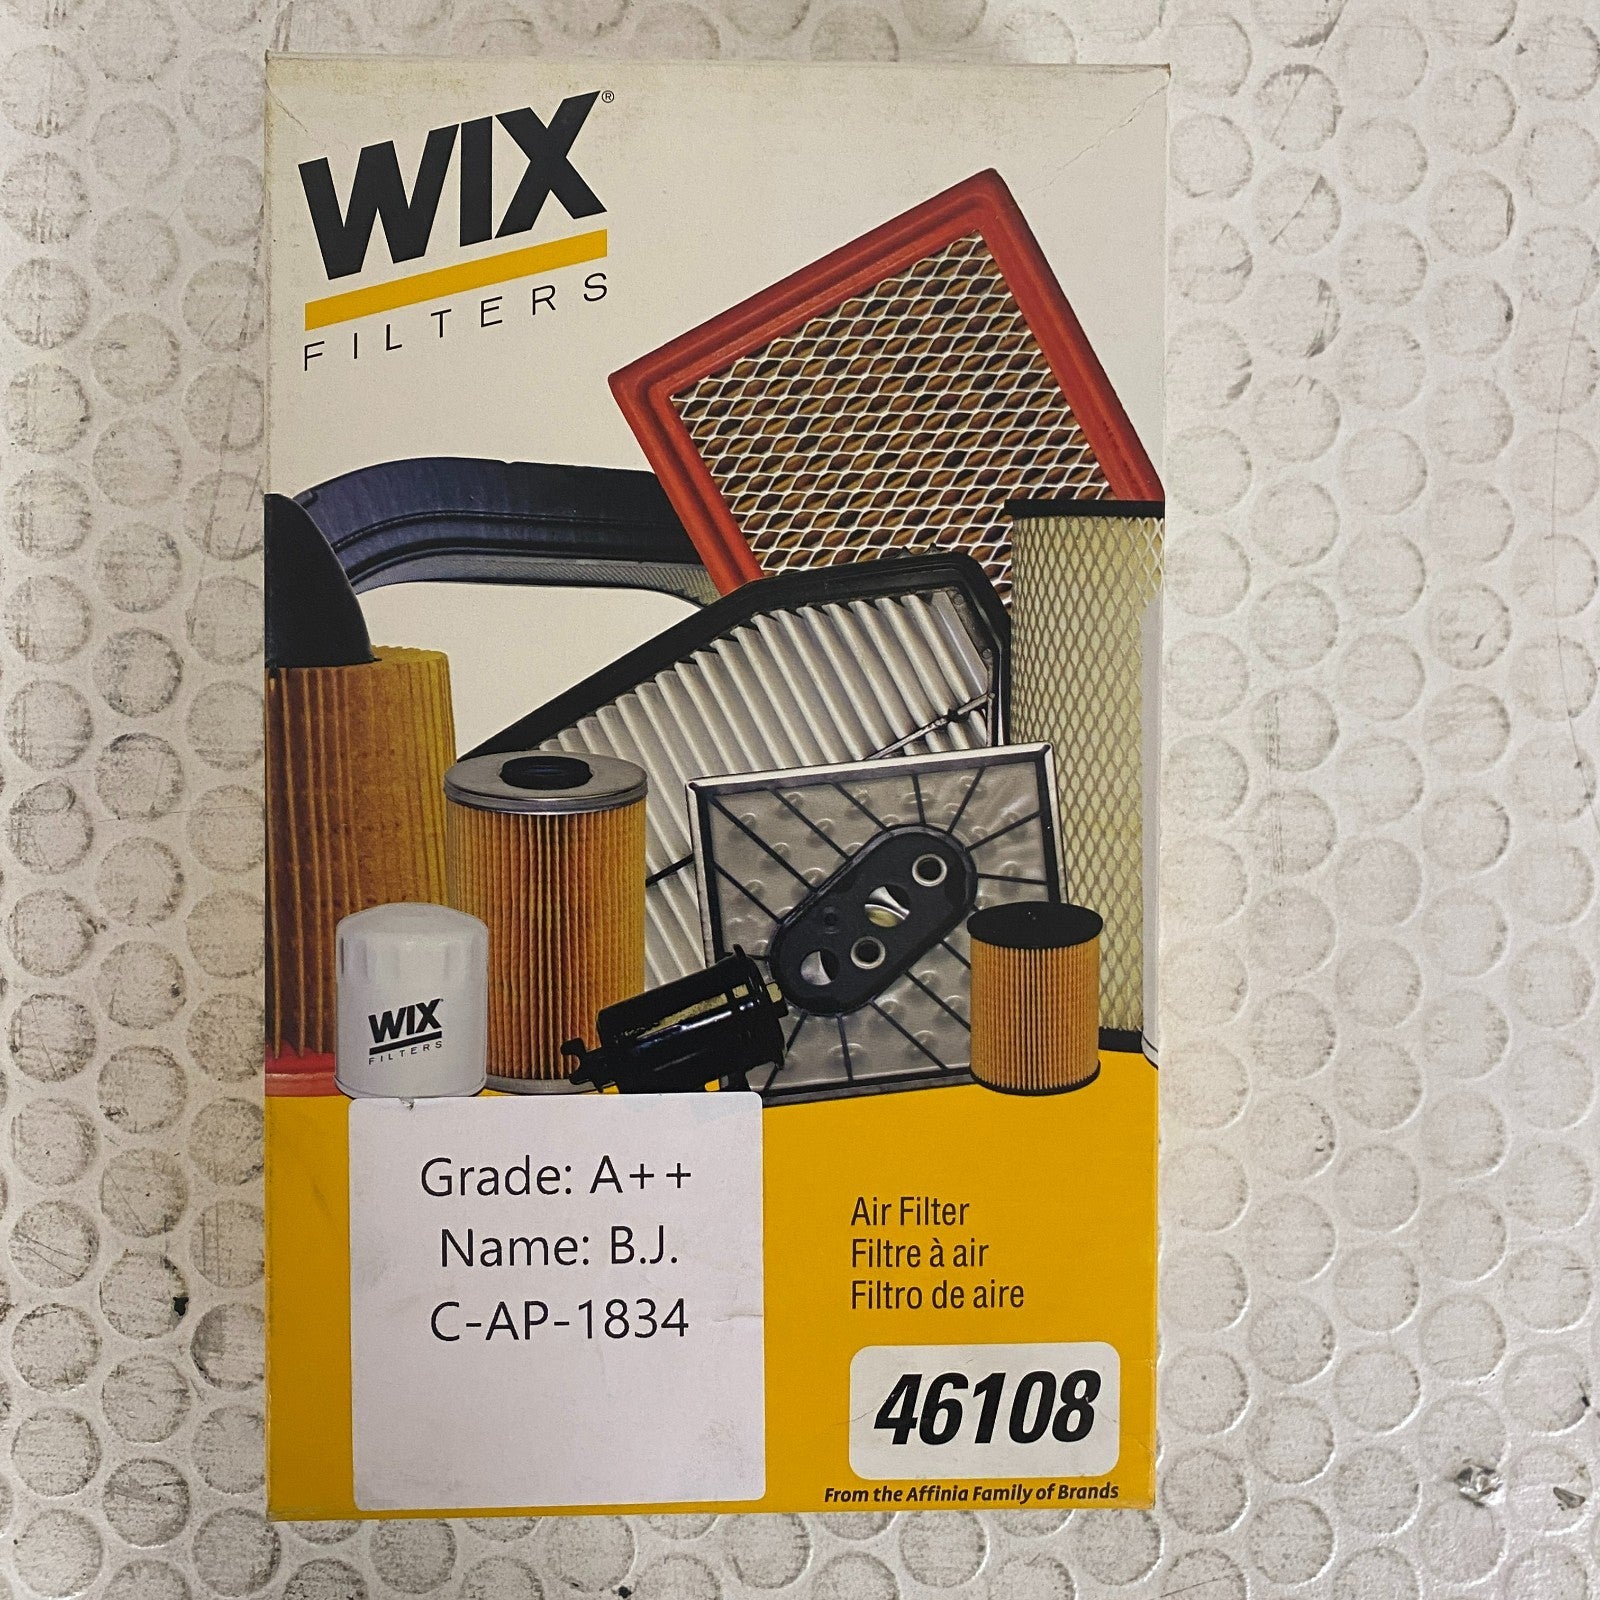 WIX®
FILTERS
WIX
FILTERS
Grade: A++
Name: B.J.
C-AP-1834
Air Filter
Filtre à air
Filtro de aire
46108
From the Affinia Family of Brands